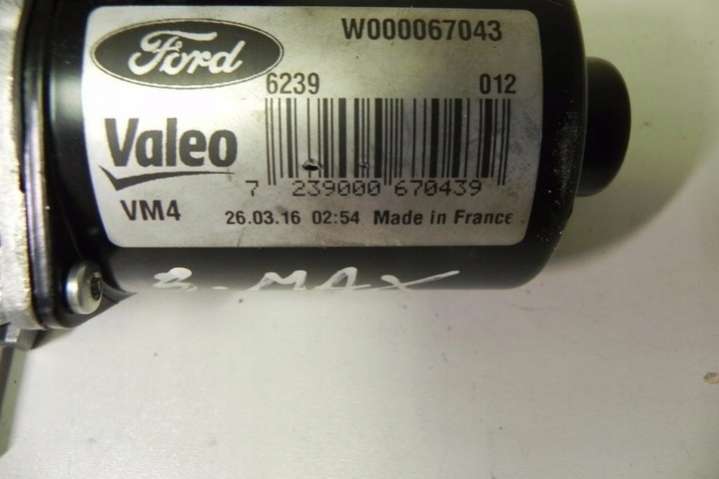 Ford
W000067043
6239 012
Valeo
7 239000 670439
VM4
26.03.16 02:54 Made in France
B-MAX